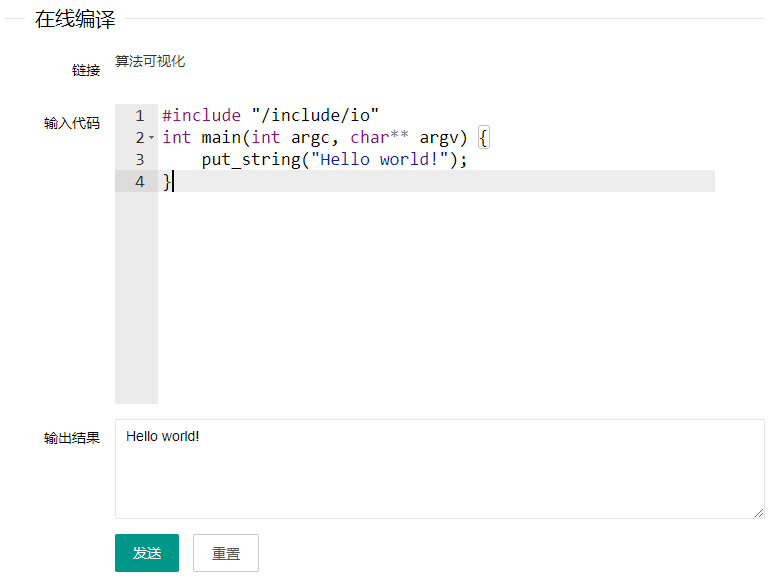 在线编译
链接 算法可视化
输入代码
1 #include "/include/io"
2 int main(int argc, char** argv) {
3     put_string("Hello world!");
4 }
输出结果 Hello world!
发送 重置